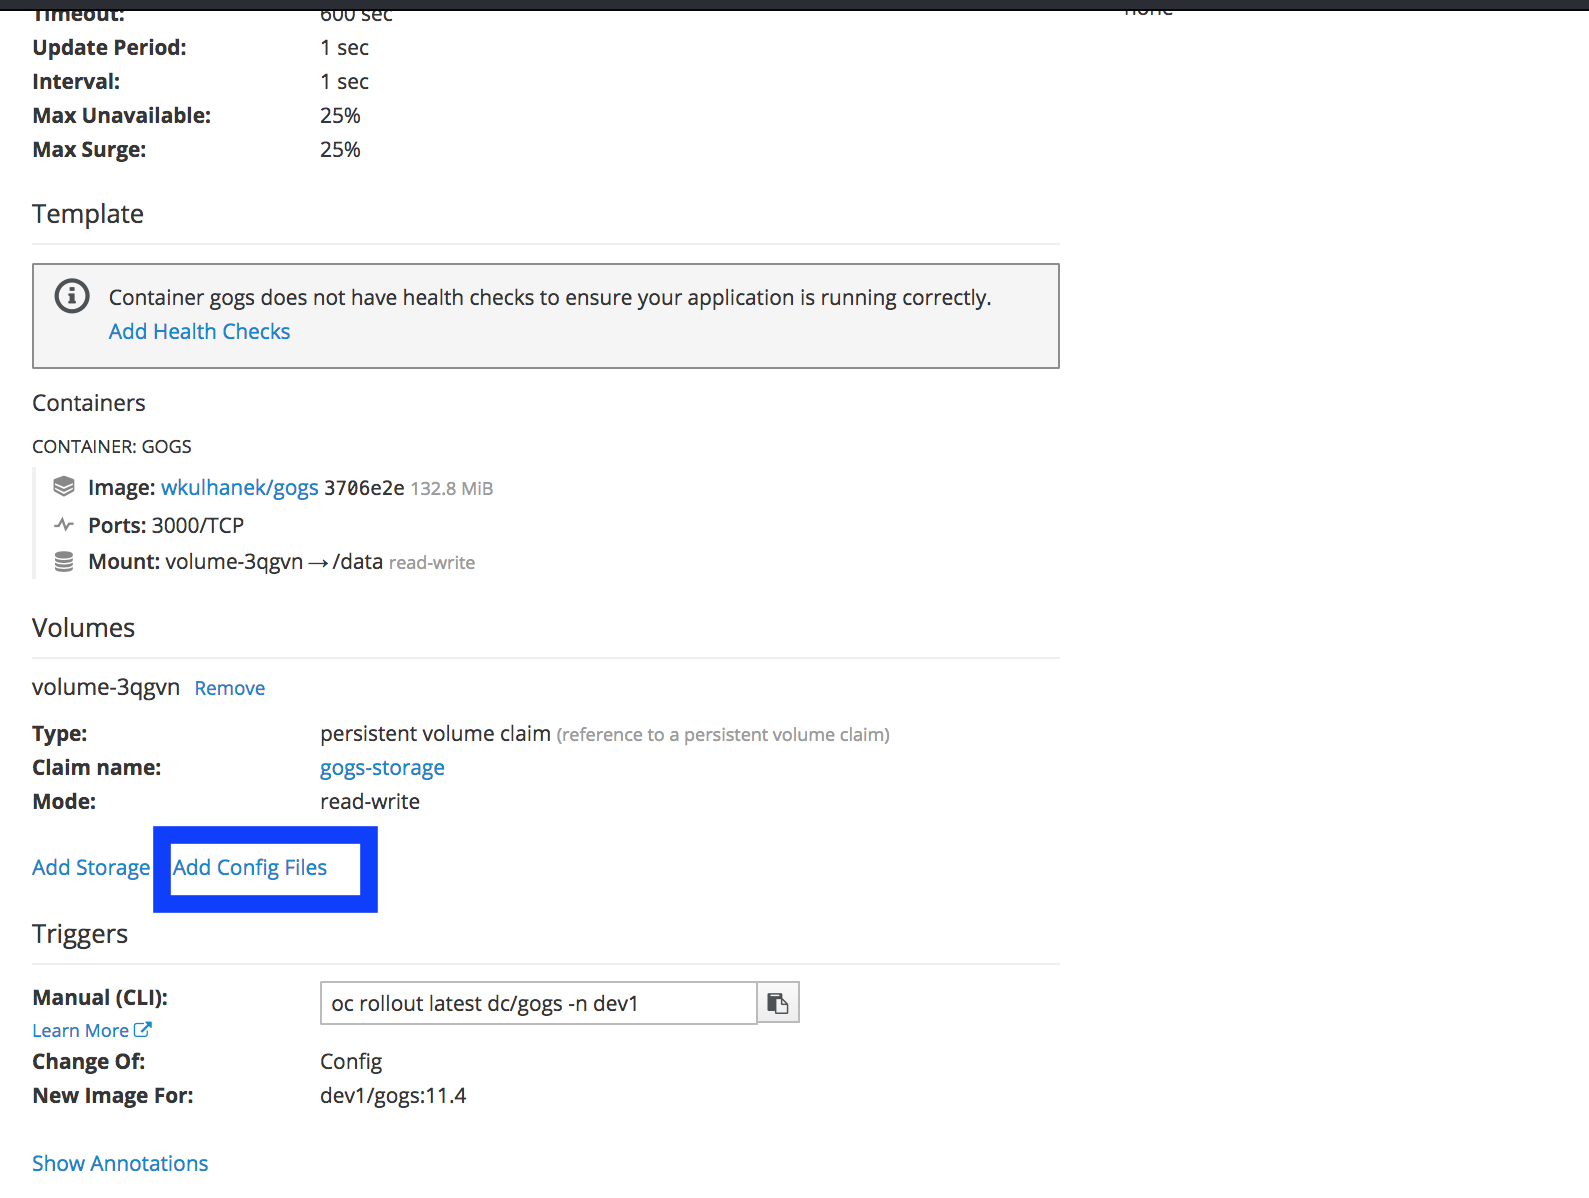 Timeout: 600 sec
none
Update Period: 1 sec
Interval: 1 sec
Max Unavailable: 25%
Max Surge: 25%
Template
Container gogs does not have health checks to ensure your application is running correctly.
Add Health Checks
Containers
CONTAINER: GOGS
Image: wkulhanek/gogs 3706e2e 132.8 MiB
Ports: 3000/TCP
Mount: volume-3qgvn → /data read-write
Volumes
volume-3qgvn Remove
Type: persistent volume claim (reference to a persistent volume claim)
Claim name: gogs-storage
Mode: read-write
Add Storage Add Config Files
Triggers
Manual (CLI): oc rollout latest dc/gogs -n dev1
Learn More
Change Of: Config
New Image For: dev1/gogs:11.4
Show Annotations